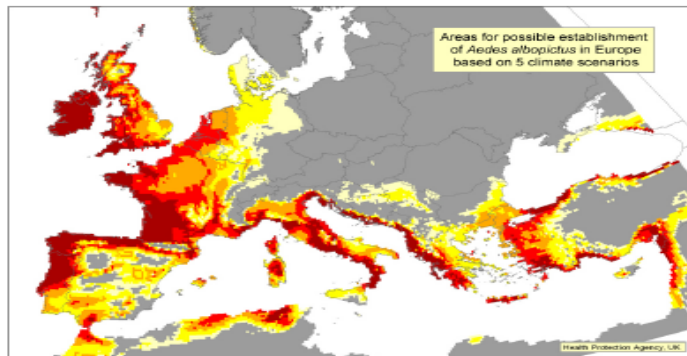 Areas for possible establishment
of Aedes albopictus in Europe
based on 5 climate scenarios
Health Protection Agency, UK